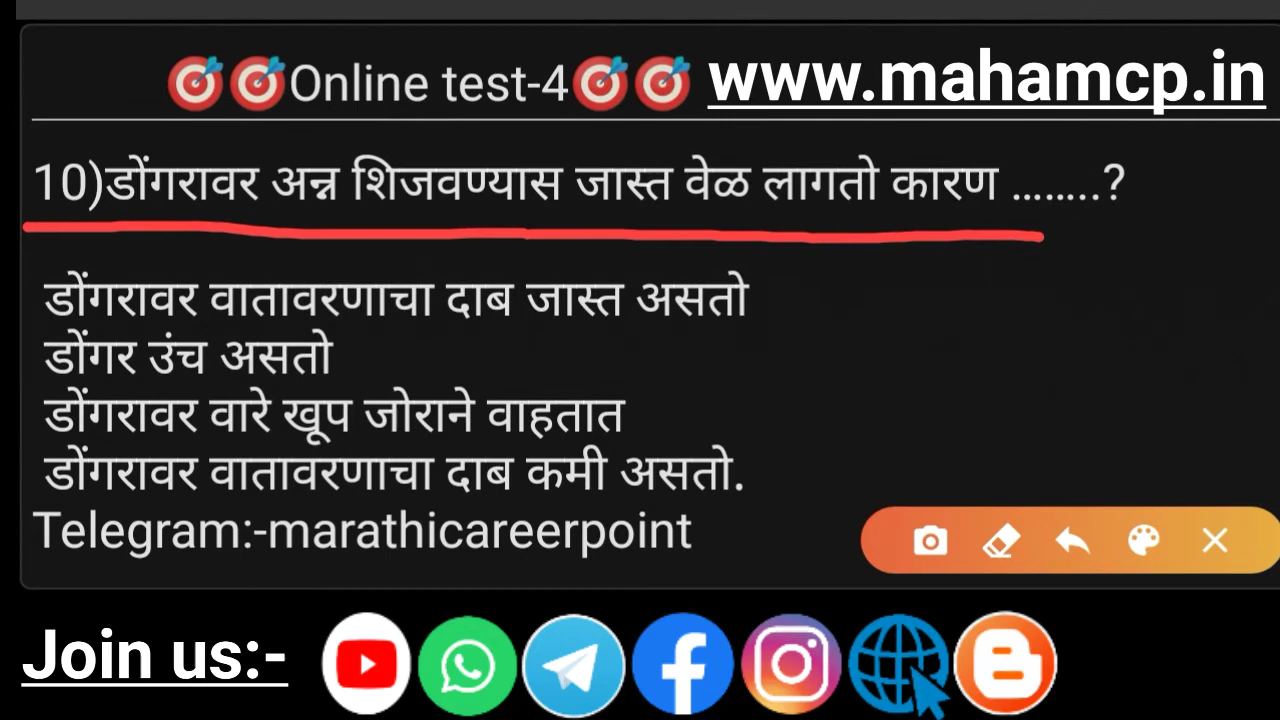 🎯🎯Online test-4🎯🎯 www.mahamcp.in
10)डोंगरावर अन्न शिजवण्यास जास्त वेळ लागतो कारण ........?
डोंगरावर वातावरणाचा दाब जास्त असतो
डोंगर उंच असतो
डोंगरावर वारे खूप जोराने वाहतात
डोंगरावर वातावरणाचा दाब कमी असतो.
Telegram:-marathicareerpoint
Join us:-